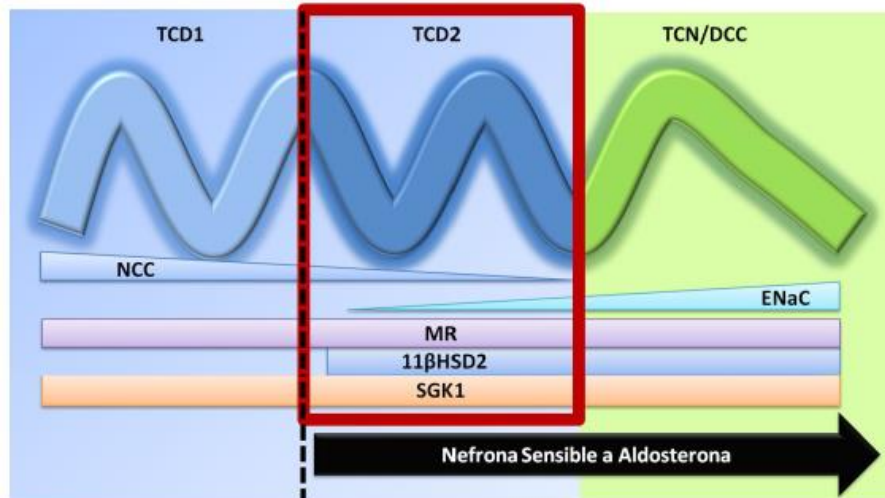 TCD1
TCD2
TCN/DCC
NCC
ENaC
MR
11βHSD2
SGK1
Nefrona Sensible a Aldosterona